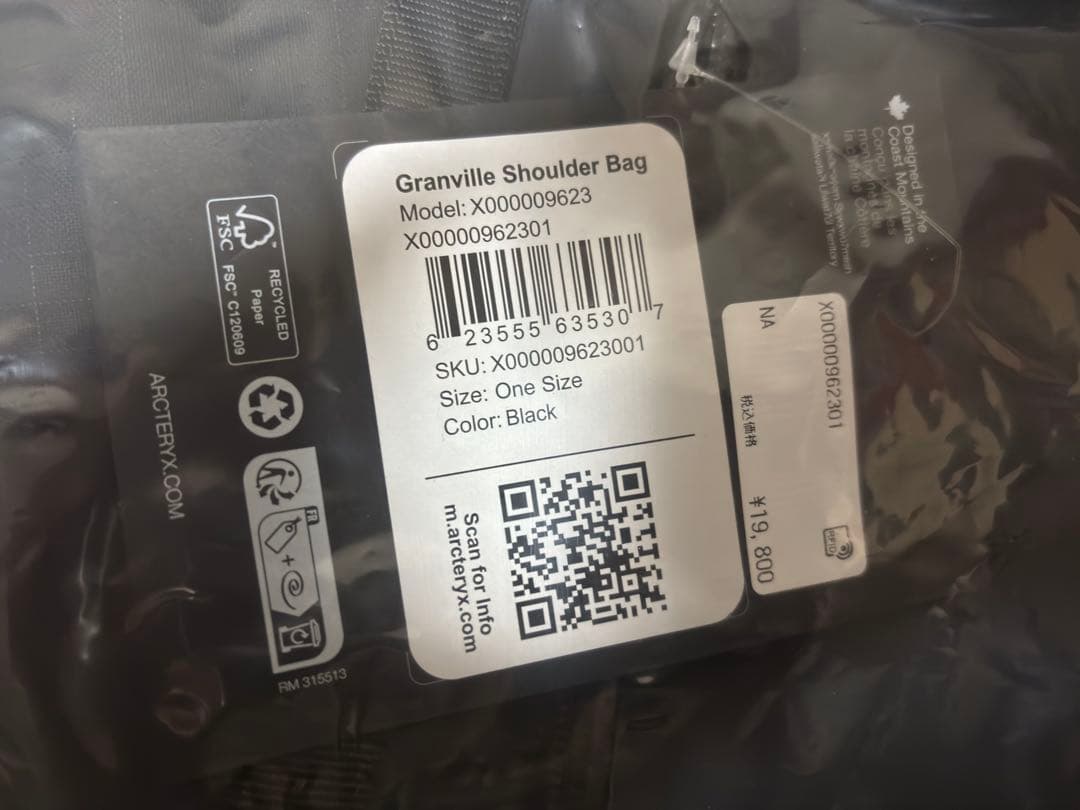 Granville Shoulder Bag
Model: X000009623
X00000962301
6 23555 63530 7
SKU: X000009623001
Size: One Size
Color: Black
Scan for Info
m.arcteryx.com
FSC
RECYCLED
Paper
FSC™ C120609
FR
ARCTERYX.COM
RM 315513
X00000962301
NA
税込価格
¥19,800
RFID
Designed in the
Coast Mountains